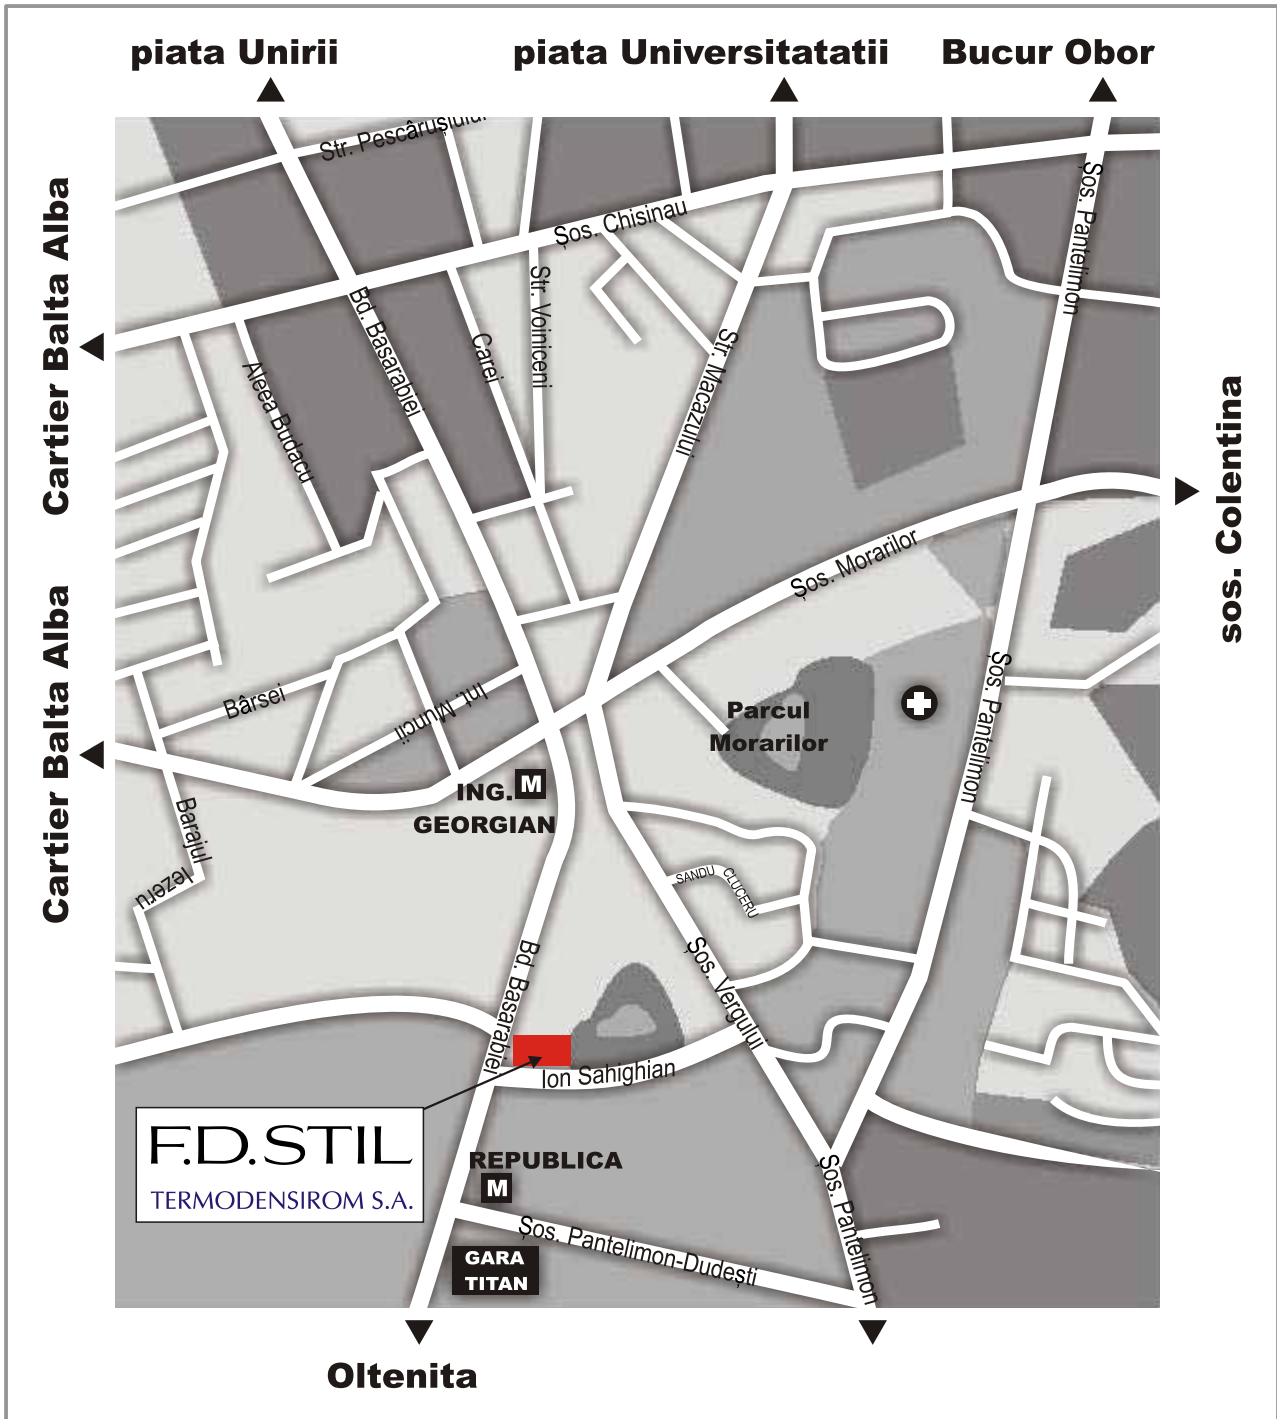 piata Unirii
piata Universitatatii
Bucur Obor
Str. Pescârușului
Șos. Chisinau
Șos. Pantelimon
Cartier Balta Alba
Bd. Basarabiei
Str. Voiniceni
Carei
Aleea Budacu
Str. Macazului
sos. Colentina
Șos. Morarilor
Cartier Balta Alba
Bârsei
Int. Muncii
Parcul
Morarilor
Șos. Pantelimon
ING.
M
GEORGIAN
Barajul
Iezeru
SANDU CLUCERU
Bd. Basarabiei
Șos. Vergului
Ion Sahighian
F.D.STIL
TERMODENSIROM S.A.
REPUBLICA
M
Șos. Pantelimon
Șos. Pantelimon-Dudești
GARA
TITAN
Oltenita